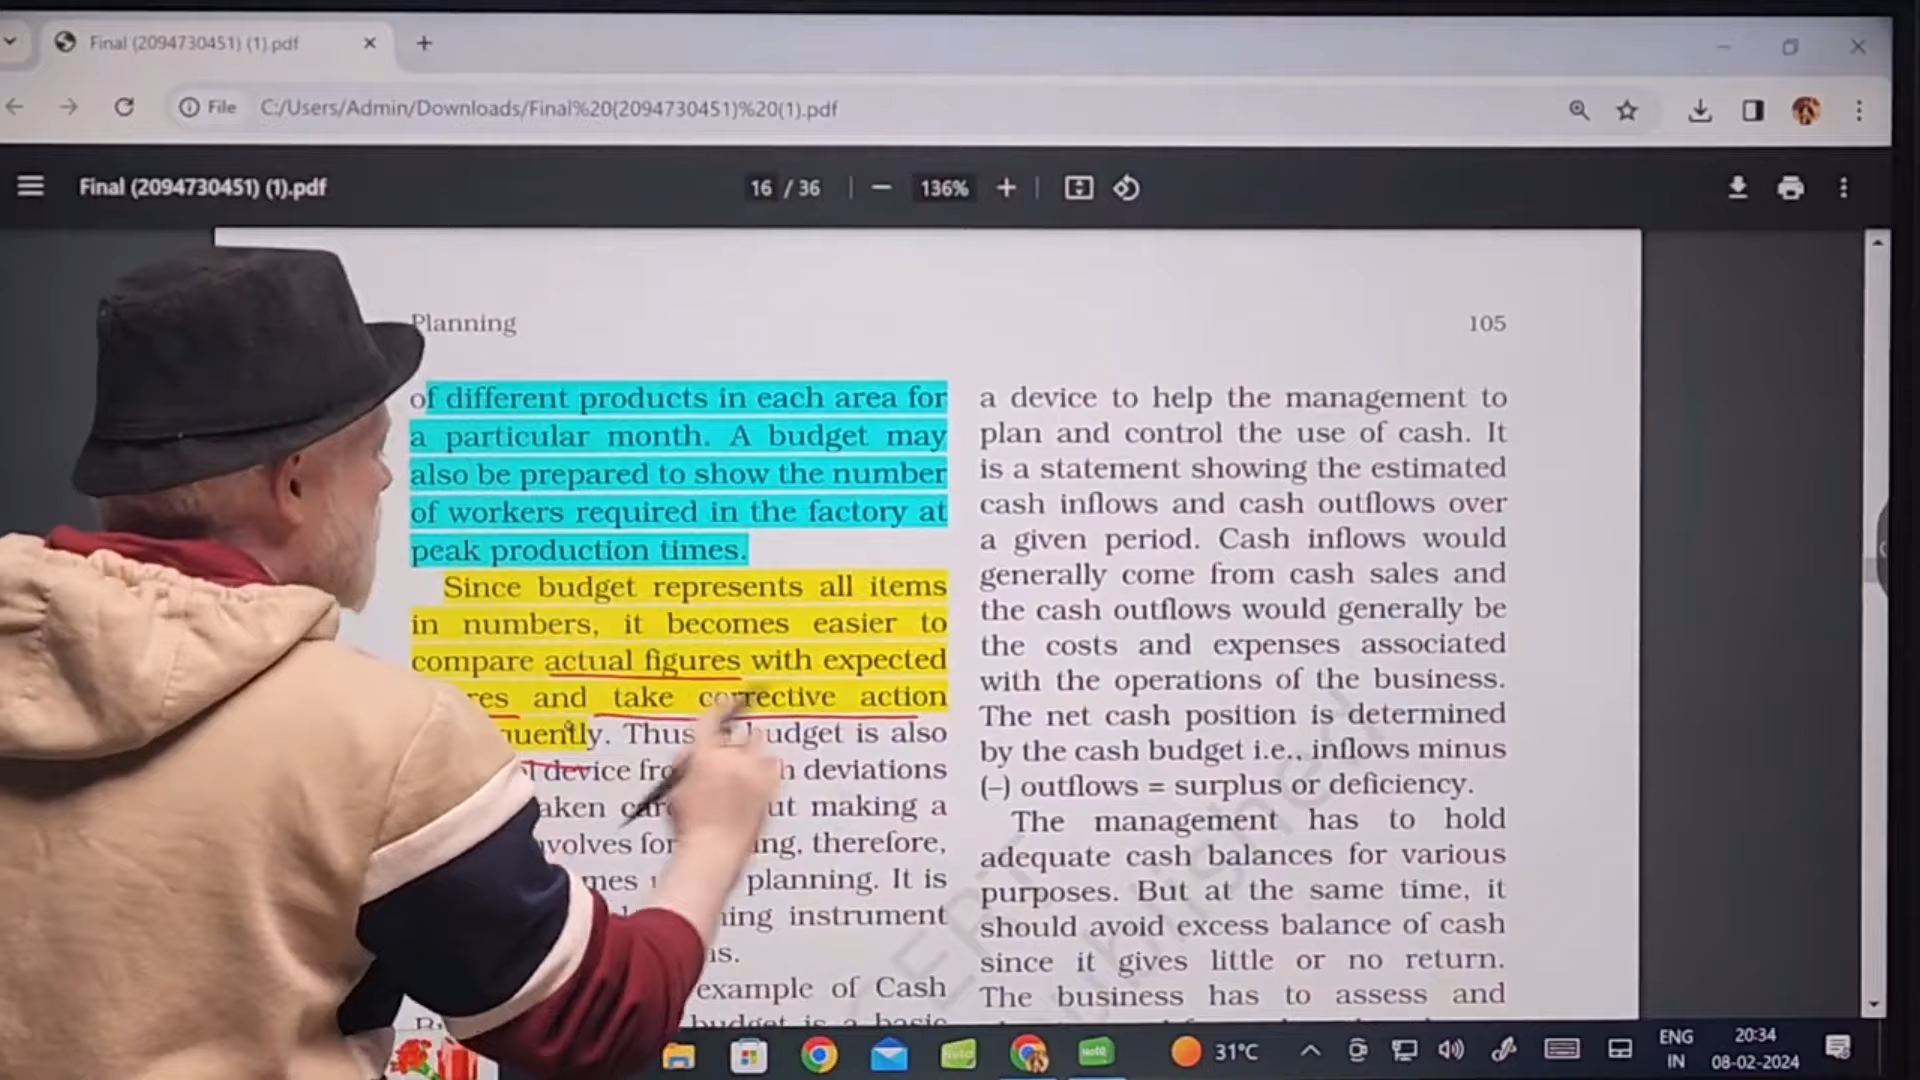 Final (2094730451) (1).pdf
File C:/Users/Admin/Downloads/Final%20(2094730451)%20(1).pdf
Final (2094730451) (1).pdf
16 / 36
136%
Planning
105
of different products in each area for
a particular month. A budget may
also be prepared to show the number
of workers required in the factory at
peak production times.
Since budget represents all items
in numbers, it becomes easier to
compare actual figures with expected
res and take corrective action
quently. Thus budget is also
device deviations
aken making a
volves ing, therefore,
mes planning. It is
ning instrument
ns.
example of Cash
budget is a basic
a device to help the management to
plan and control the use of cash. It
is a statement showing the estimated
cash inflows and cash outflows over
a given period. Cash inflows would
generally come from cash sales and
the cash outflows would generally be
the costs and expenses associated
with the operations of the business.
The net cash position is determined
by the cash budget i.e., inflows minus
(–) outflows = surplus or deficiency.
The management has to hold
adequate cash balances for various
purposes. But at the same time, it
should avoid excess balance of cash
since it gives little or no return.
The business has to assess and
31°C
ENG
IN
20:34
08-02-2024